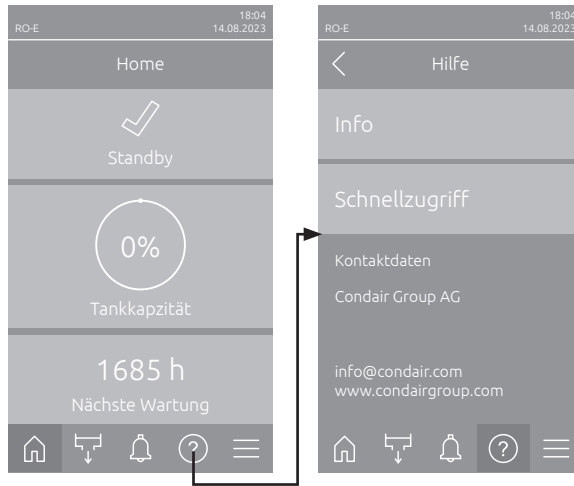 18:04
RO-E 14.08.2023
Home
Standby
0%
Tankkapzität
1685 h
Nächste Wartung
?
18:04
RO-E 14.08.2023
Hilfe
Info
Schnellzugriff
Kontaktdaten
Condair Group AG
info@condair.com
www.condairgroup.com
?